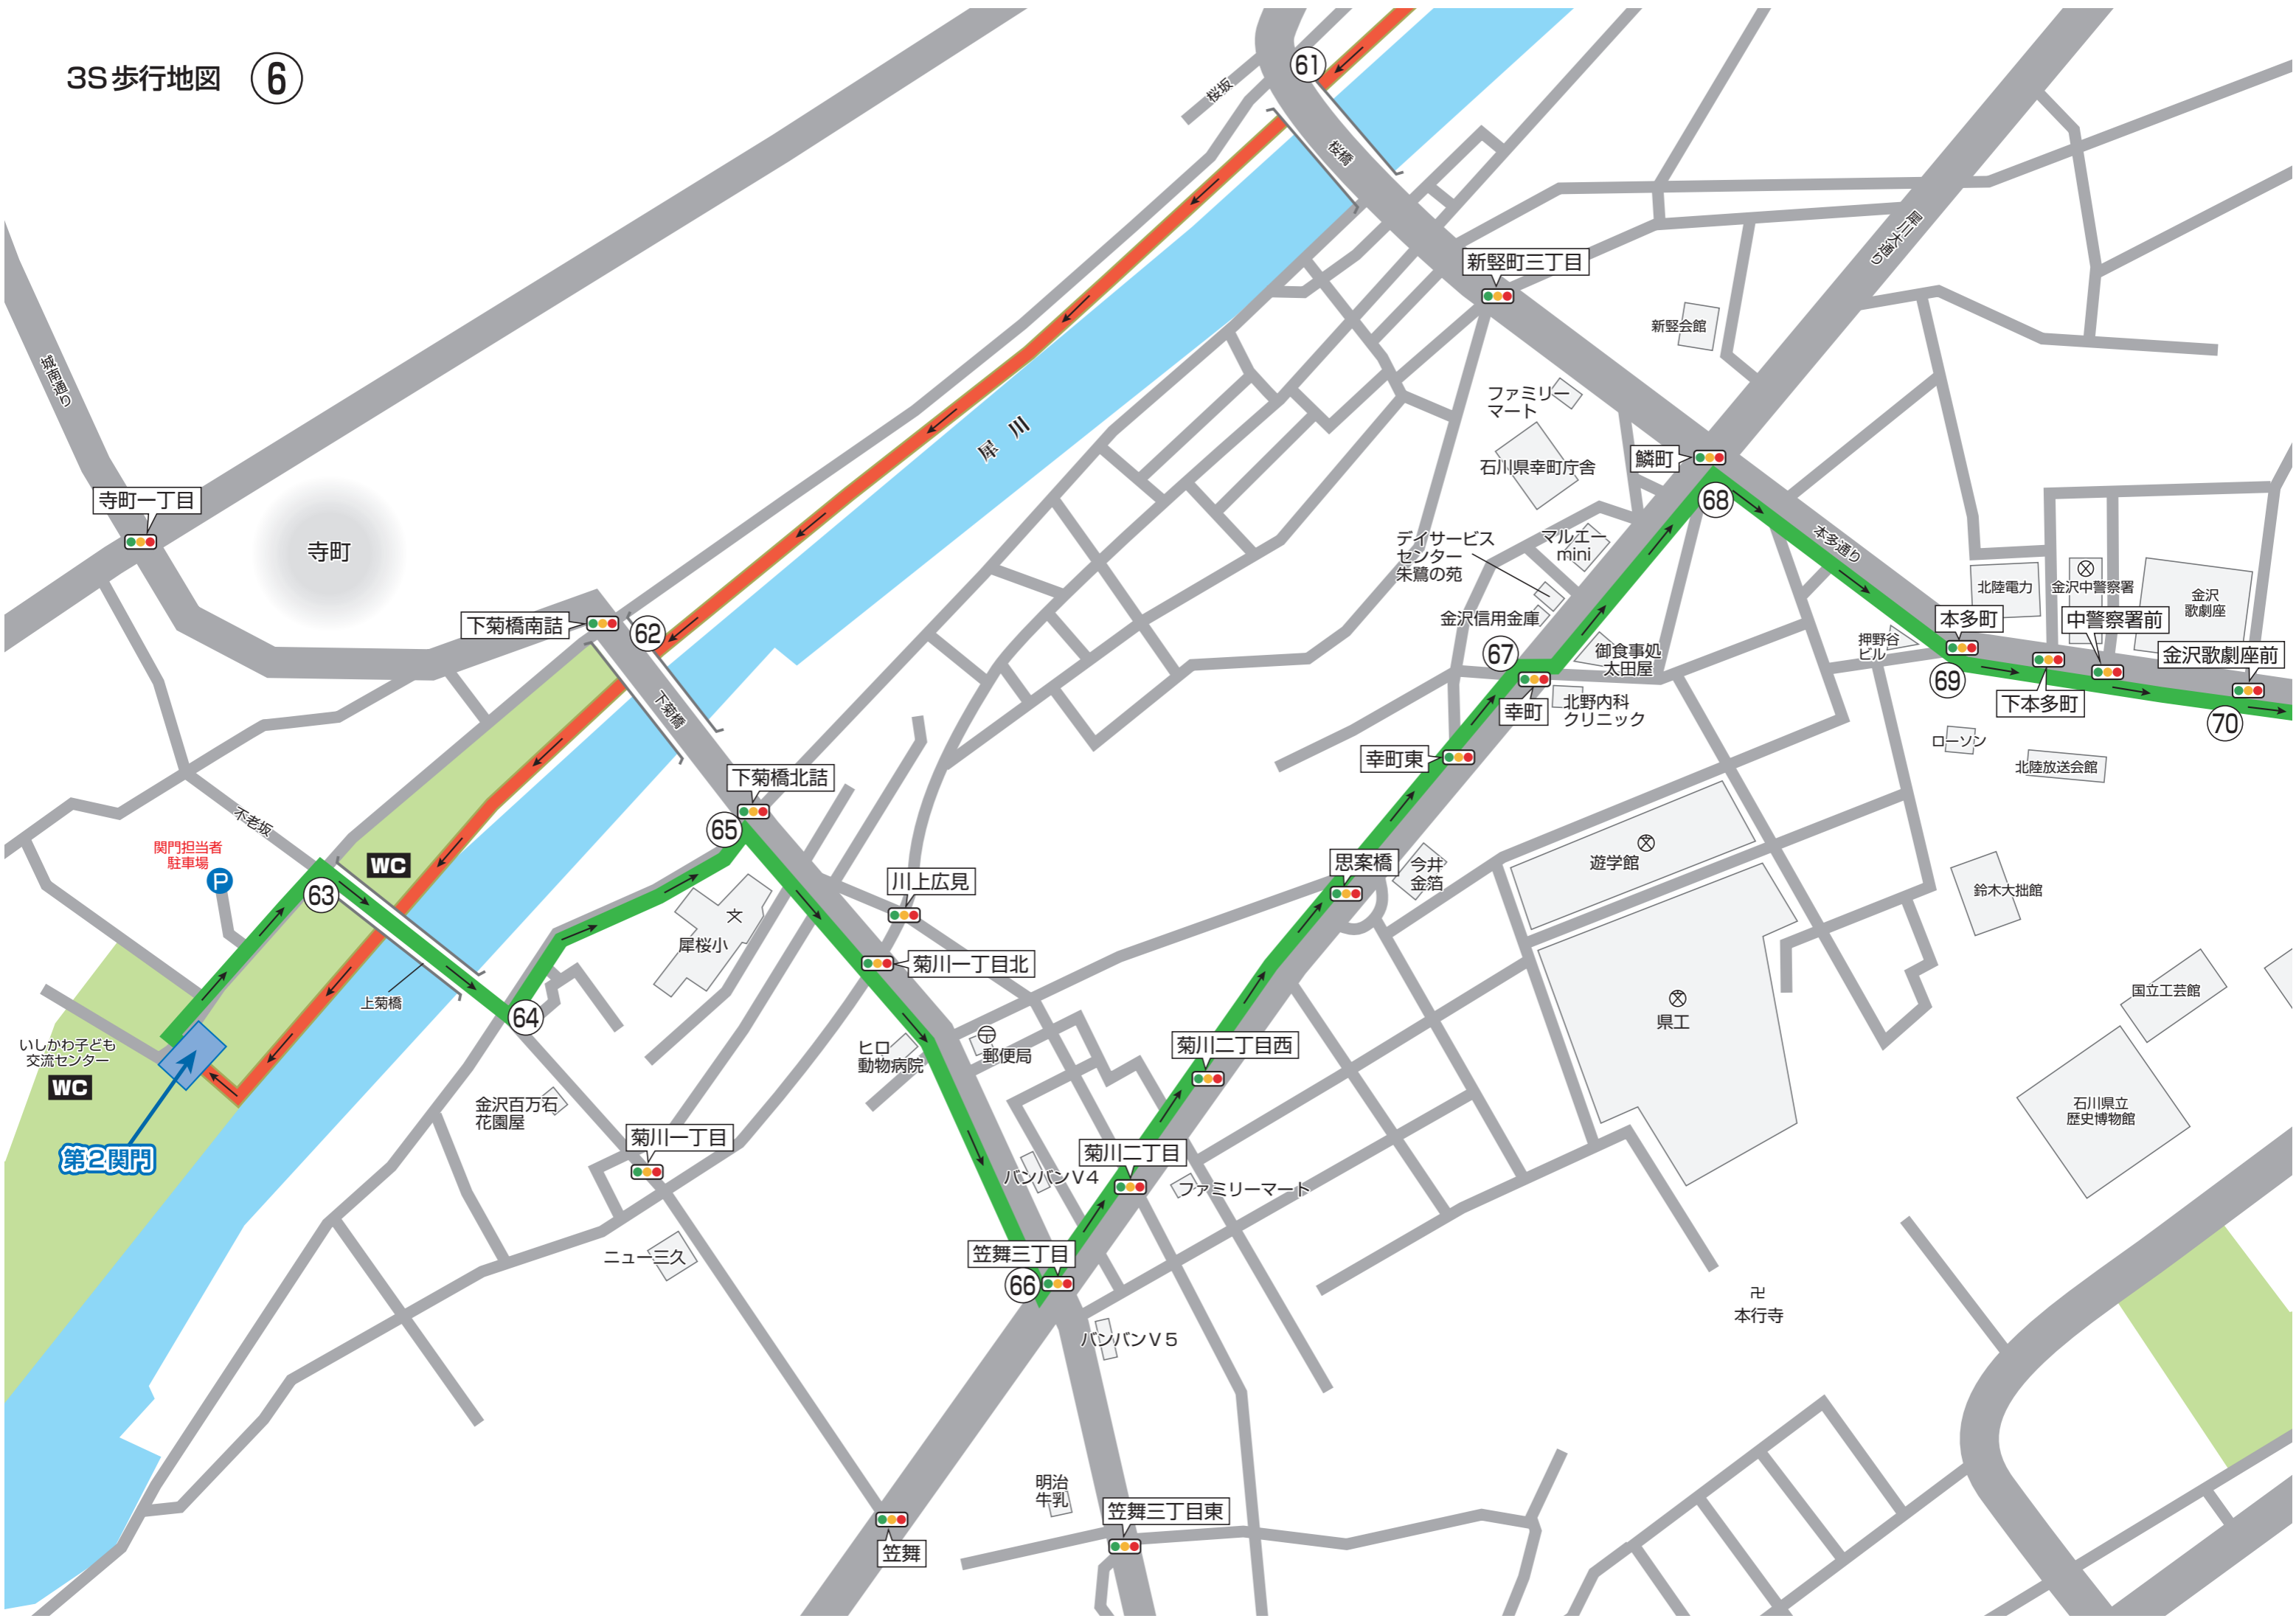 3S歩行地図 ⑥
61
桜坂
桜橋
新竪町三丁目
犀川大通り
新竪会館
城南通り
ファミリー
マート
犀川
石川県幸町庁舎
鱗町
68
寺町一丁目
寺町
マルエー
mini
デイサービス
センター
朱鷺の苑
本多通り
北陸電力
金沢中警察署
金沢
歌劇座
金沢信用金庫
下菊橋南詰
62
本多町
中警察署前
押野谷
ビル
67
御食事処
太田屋
金沢歌劇座前
69
下本多町
70
下菊橋
幸町
北野内科
クリニック
ローソン
北陸放送会館
幸町東
下菊橋北詰
65
不老坂
関門担当者
駐車場
P
WC
63
思案橋
今井
金箔
遊学館
文
川上広見
鈴木大拙館
文
犀桜小
菊川一丁目北
上菊橋
64
国立工芸館
文
県工
いしかわ子ども
交流センター
WC
ヒロ
動物病院
郵便局
菊川二丁目西
金沢百万石
花園屋
石川県立
歴史博物館
菊川一丁目
第2関門
菊川二丁目
バンバンV4
ファミリーマート
ニュー三久
笠舞三丁目
66
卍
本行寺
バンバンV5
明治
牛乳
笠舞三丁目東
笠舞